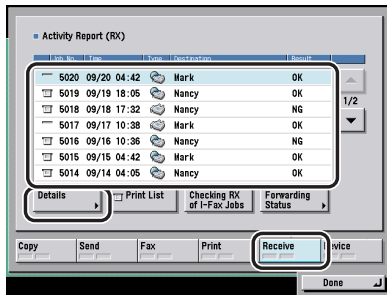 Activity Report (RX)
Job No. Time Type Destination Result
5020 09/20 04:42 Mark OK
5019 09/19 18:05 Nancy OK
5018 09/18 17:32 Nancy NG
5017 09/17 10:38 Mark OK
5016 09/16 10:36 Nancy NG
5015 09/15 04:42 Mark OK
5014 09/14 04:05 Nancy OK
1/2
Details Print List Checking RX of I-Fax Jobs Forwarding Status
Copy Send Fax Print Receive evice
Done